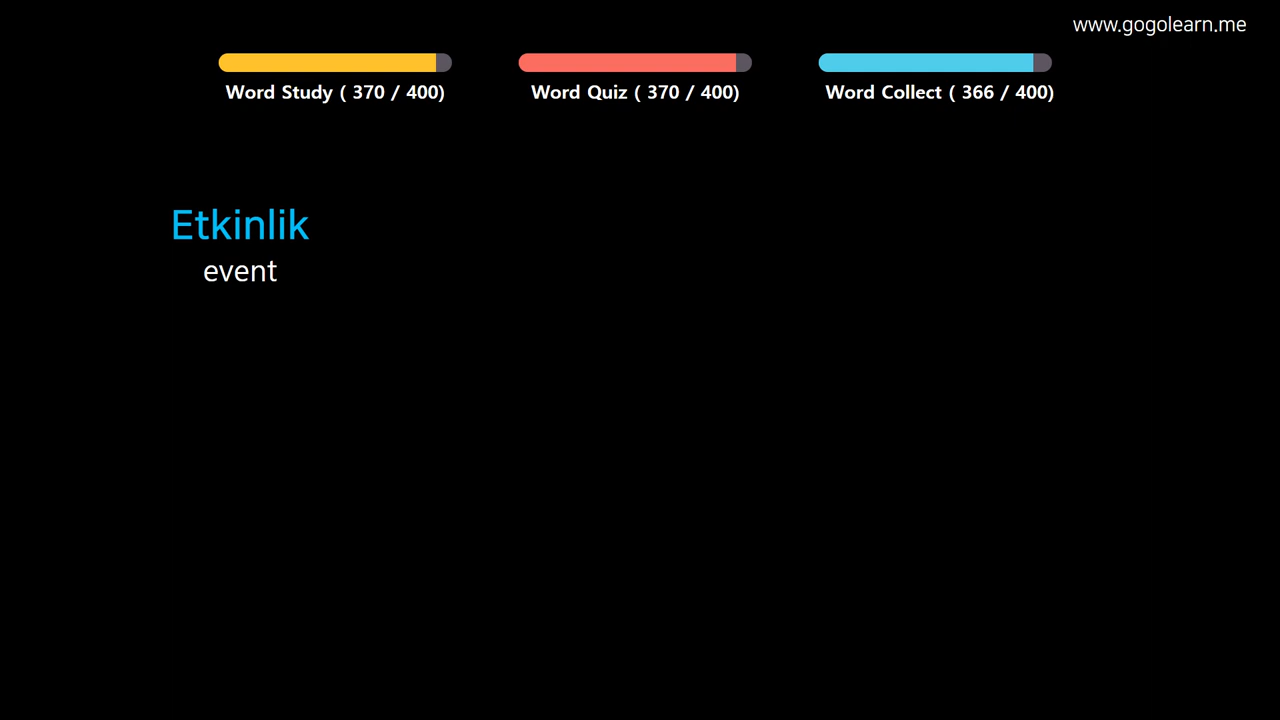 www.gogolearn.me
Word Study ( 370 / 400)
Word Quiz ( 370 / 400)
Word Collect ( 366 / 400)
Etkinlik
event